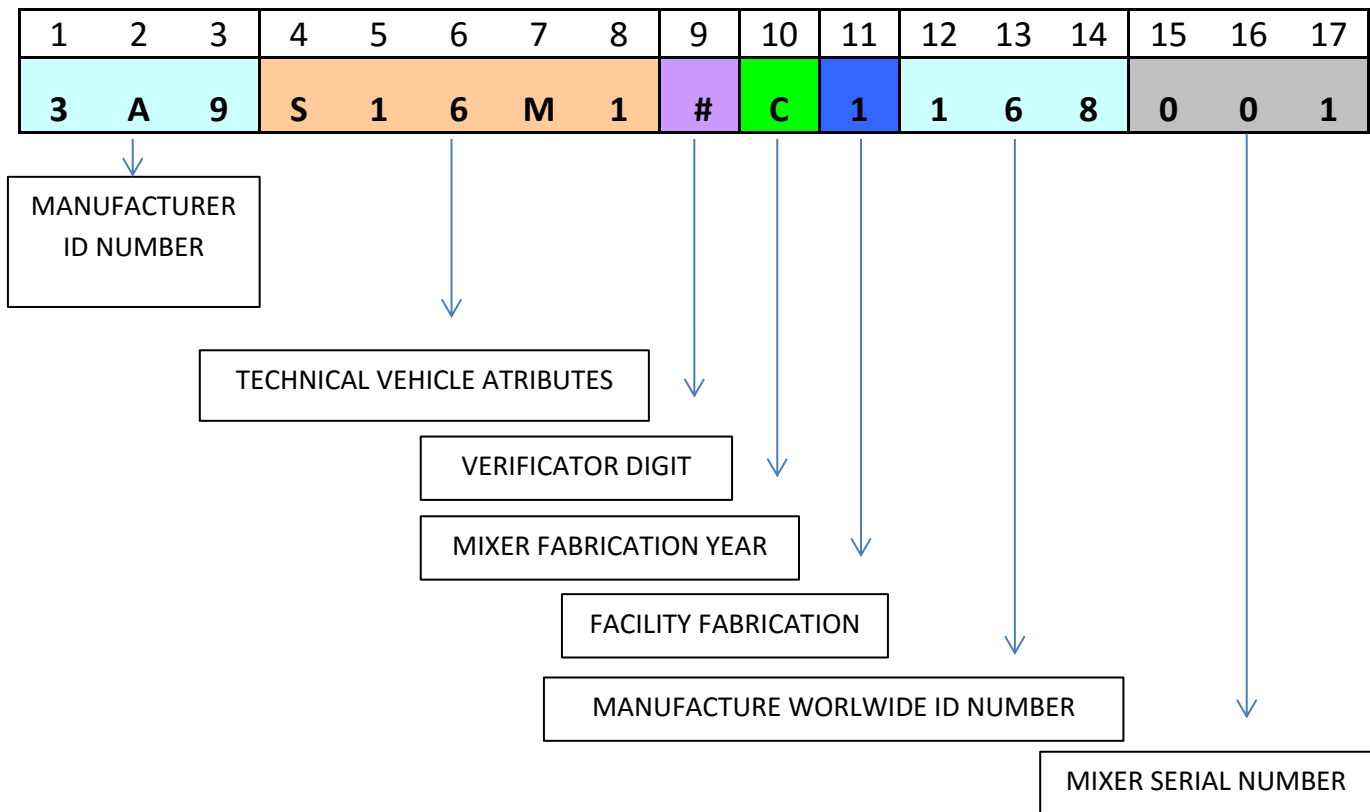 1 2 3 4 5 6 7 8 9 10 11 12 13 14 15 16 17
3 A 9 S 1 6 M 1 # C 1 1 6 8 0 0 1
MANUFACTURER
ID NUMBER
TECHNICAL VEHICLE ATRIBUTES
VERIFICATOR DIGIT
MIXER FABRICATION YEAR
FACILITY FABRICATION
MANUFACTURE WORLWIDE ID NUMBER
MIXER SERIAL NUMBER